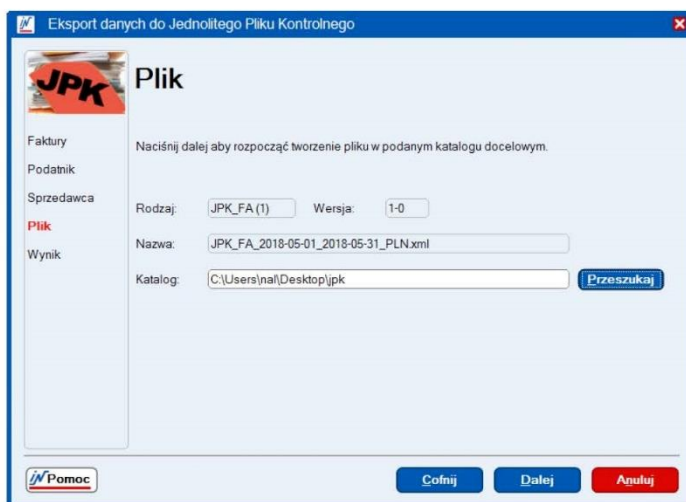 Eksport danych do Jednolitego Pliku Kontrolnego
JPK
Plik
Faktury
Podatnik
Sprzedawca
Plik
Wynik
Naciśnij dalej aby rozpocząć tworzenie pliku w podanym katalogu docelowym.
Rodzaj: JPK_FA (1) Wersja: 1-0
Nazwa: JPK_FA_2018-05-01_2018-05-31_PLN.xml
Katalog: C:\Users\nal\Desktop\jpk Przeszukaj
Pomoc Cofnij Dalej Anuluj